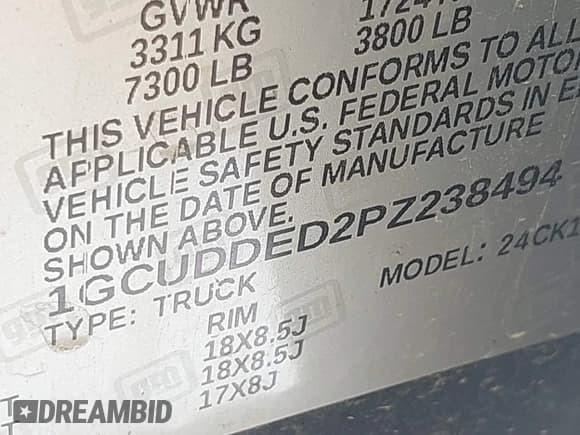 GVWR
3311 KG 3800 LB
7300 LB
THIS VEHICLE CONFORMS TO ALL
APPLICABLE U.S. FEDERAL MOTOR
VEHICLE SAFETY STANDARDS IN
ON THE DATE OF MANUFACTURE
SHOWN ABOVE.
1GCUDDED2PZ238494
TYPE: TRUCK MODEL: 24CK1
RIM
18X8.5J
18X8.5J
17X8J
DREAMBID